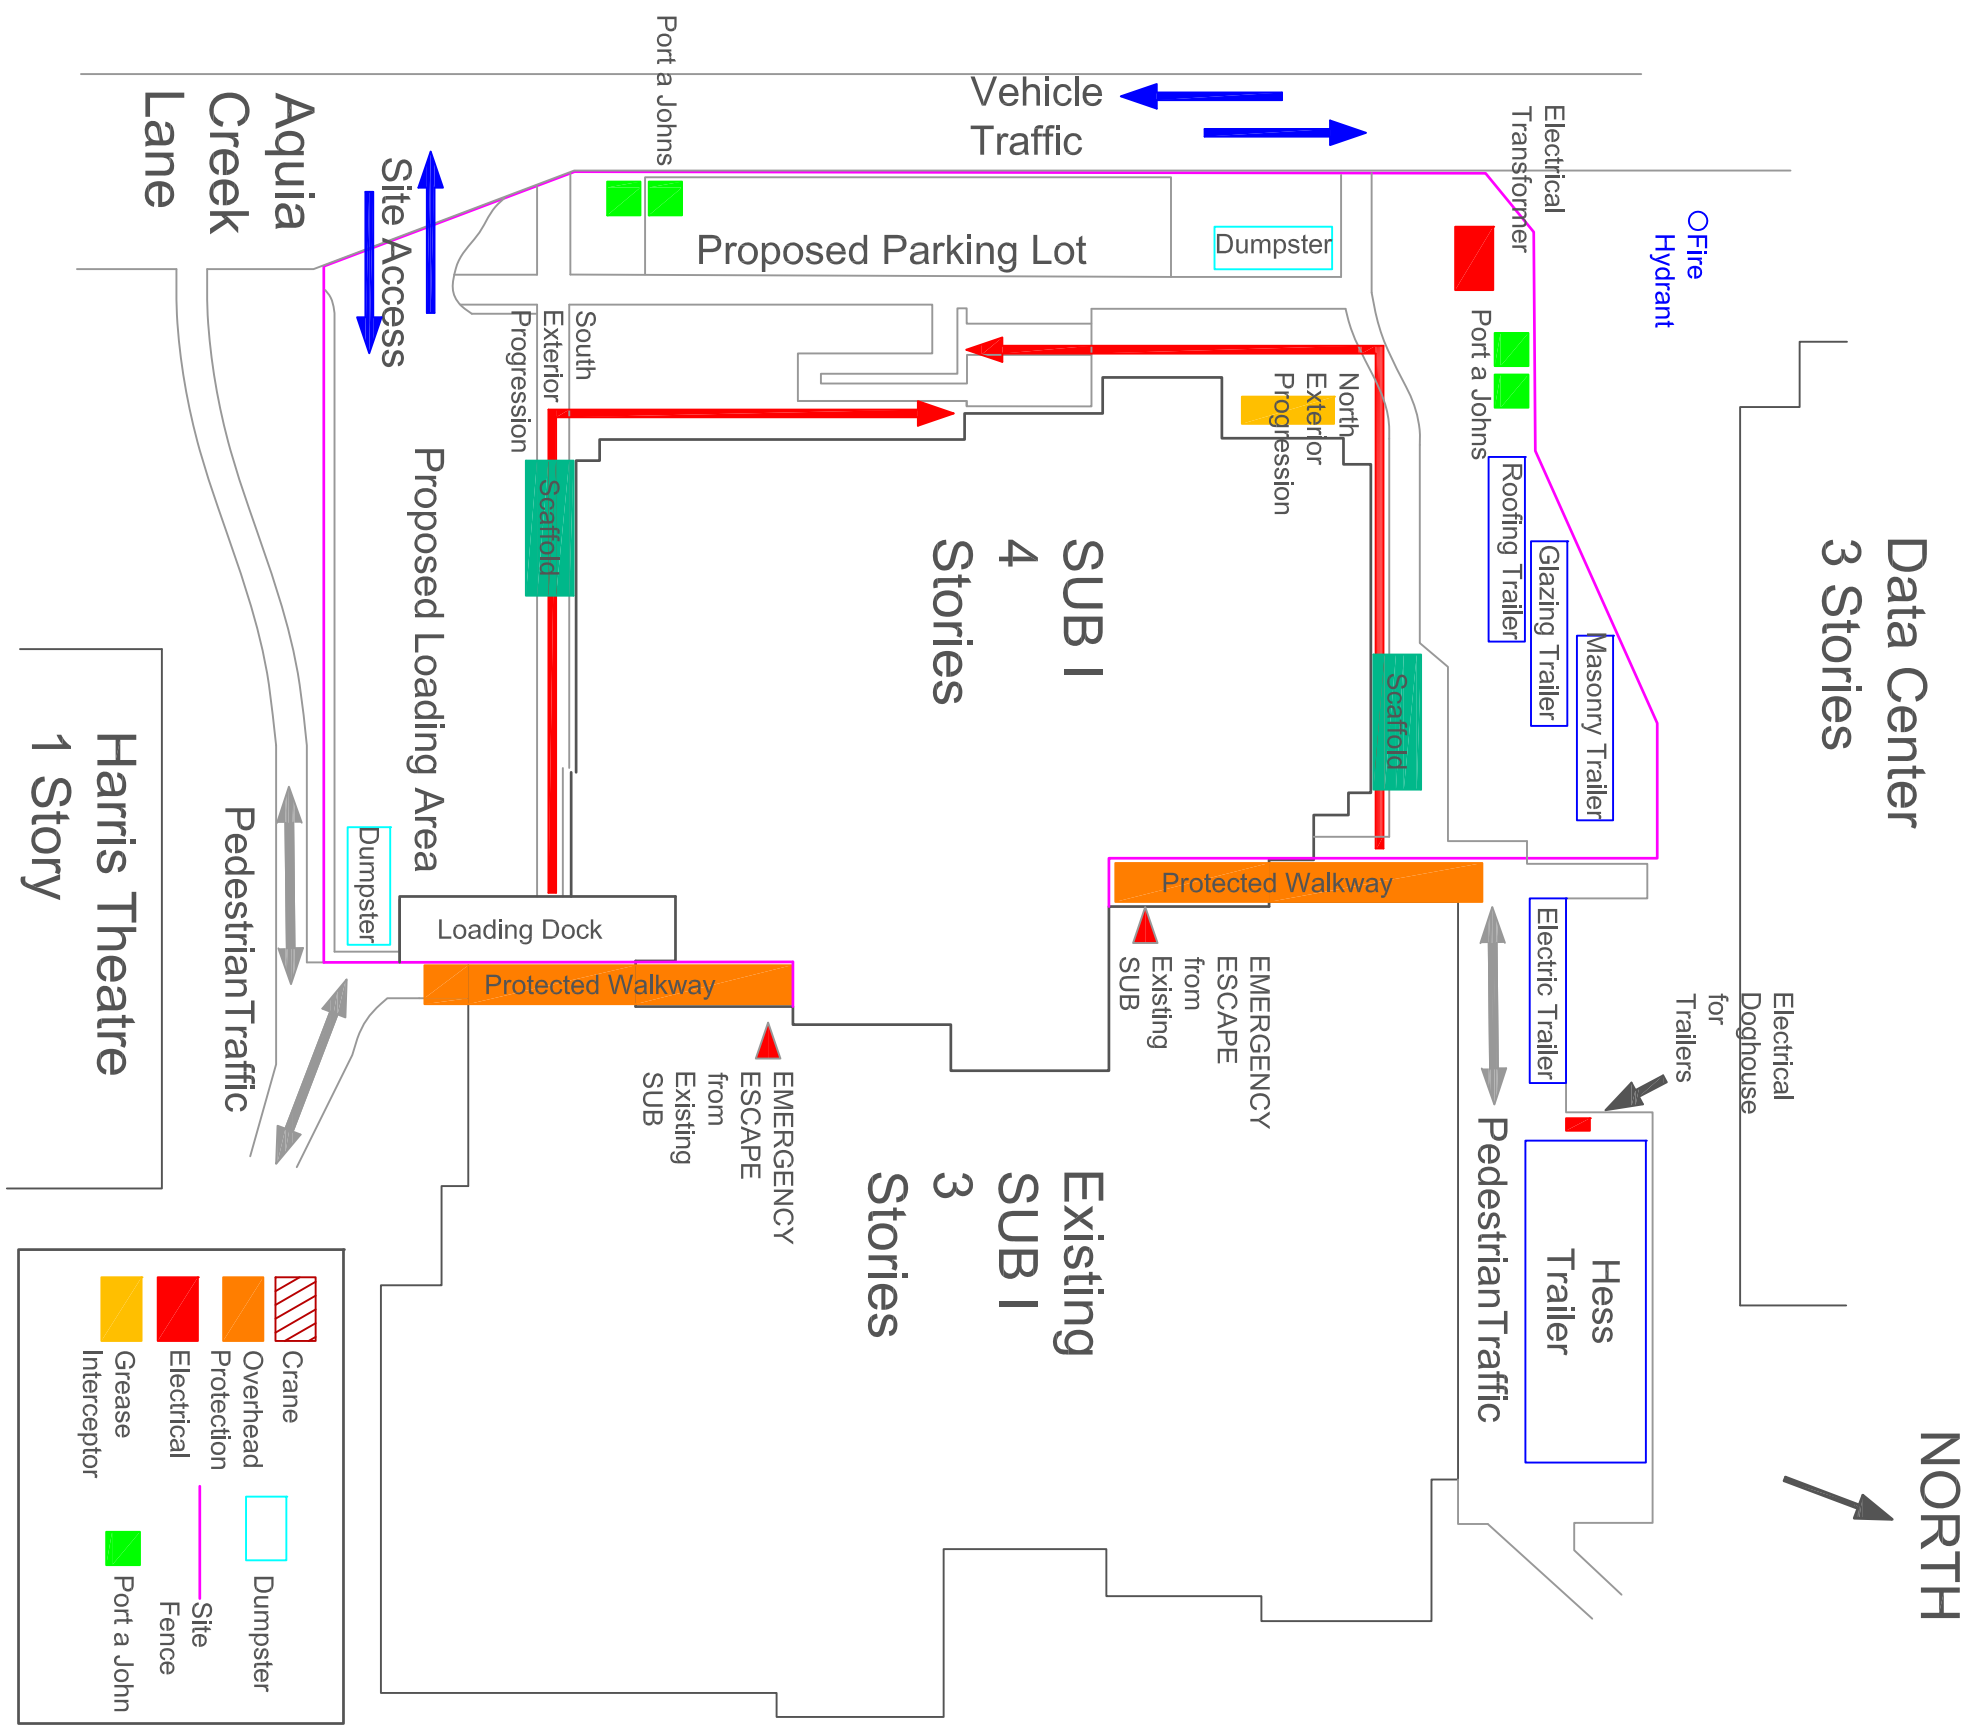 Port a Johns
Vehicle
Traffic
Aquia
Creek
Lane
Site Access
Electrical
Transformer
Fire
Hydrant
Proposed Parking Lot
Dumpster
South
Exterior
Progression
North
Exterior
Progression
Port a Johns
Scaffold
Proposed Loading Area
SUB I
4
Stories
Scaffold
Roofing Trailer
Glazing Trailer
Masonry Trailer
Data Center
3 Stories
Harris Theatre
1 Story
PedestrianTraffic
Dumpster
Loading Dock
Protected Walkway
Protected Walkway
EMERGENCY
ESCAPE
from
Existing
SUB
EMERGENCY
ESCAPE
from
Existing
SUB
Electric Trailer
Electrical
Doghouse
for
Trailers
PedestrianTraffic
Hess
Trailer
Existing
SUB I
3
Stories
NORTH
Crane
Overhead
Protection
Electrical
Grease
Interceptor
Dumpster
Site
Fence
Port a John